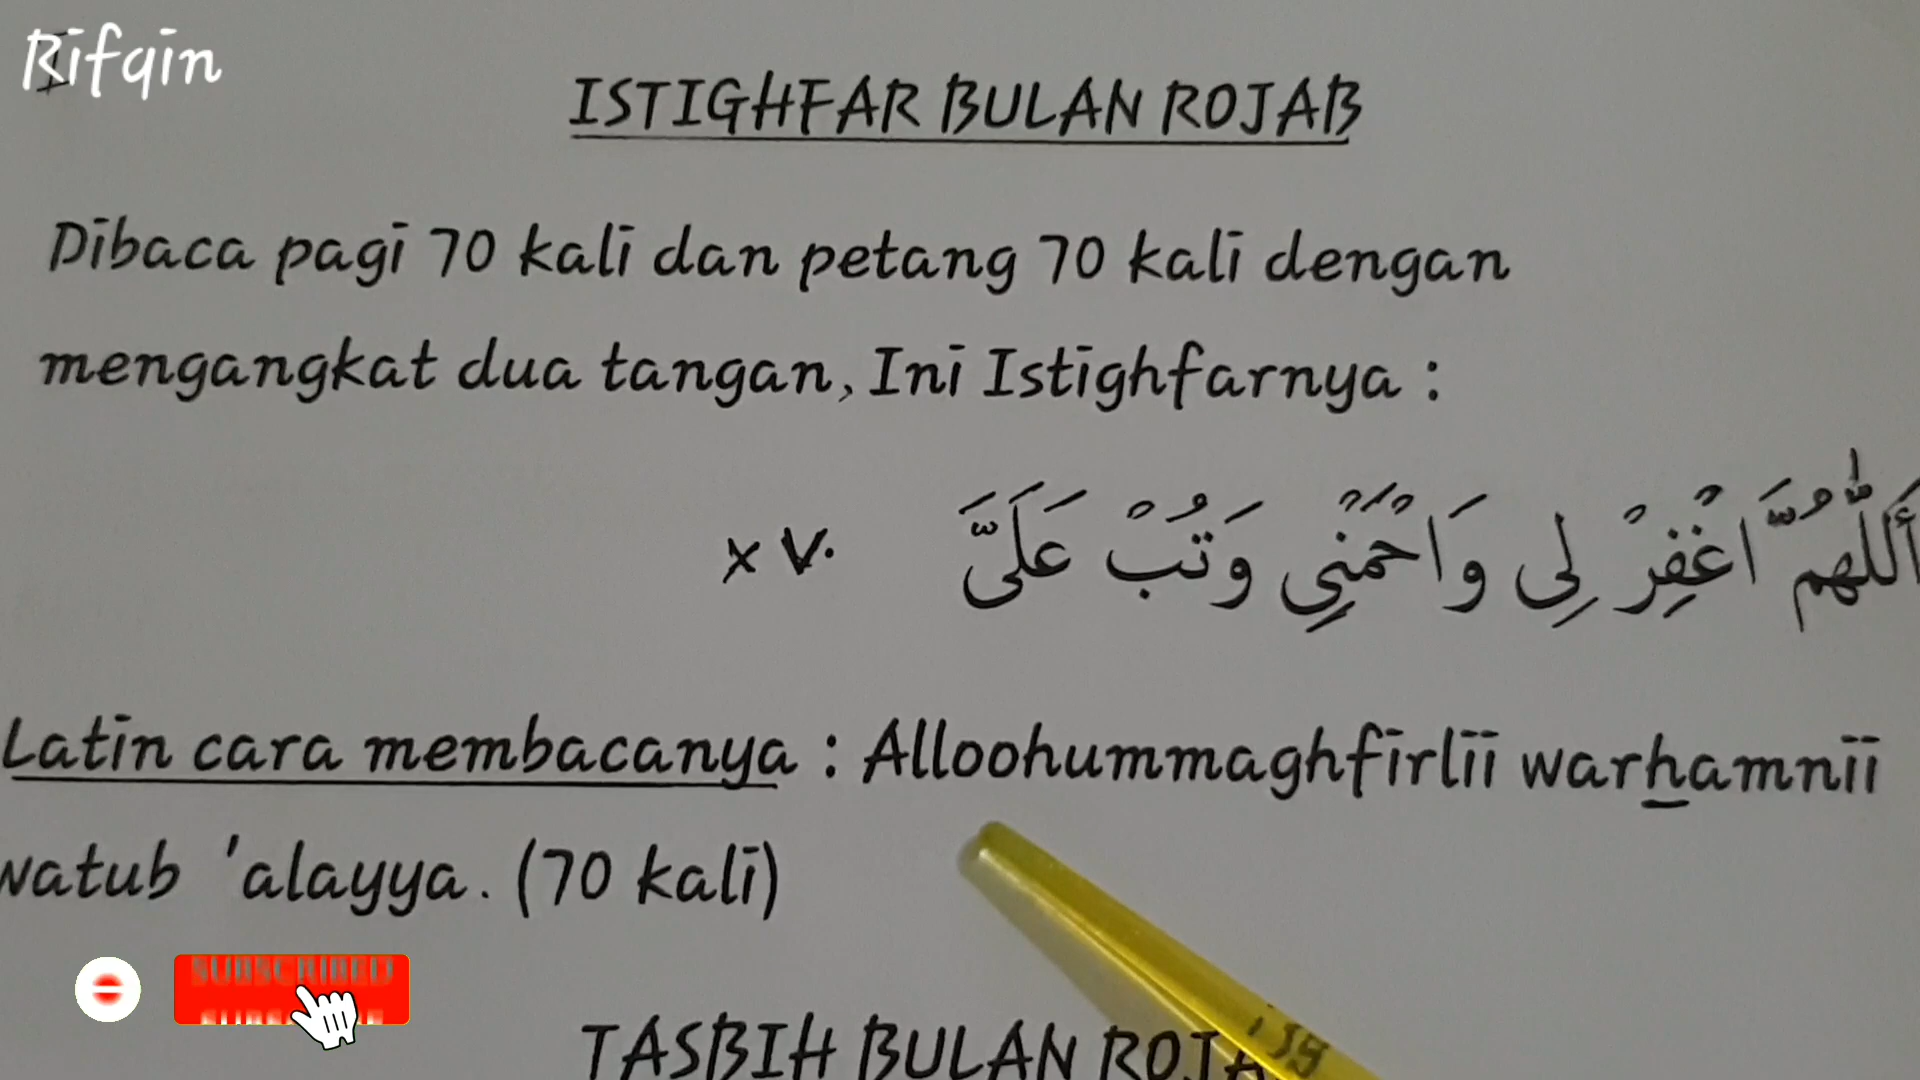 Rifqin
ISTIGHFAR BULAN ROJAB
Dibaca pagi 70 kali dan petang 70 kali dengan
mengangkat dua tangan, Ini Istighfarnya :
اَللّٰهُمَّ اغْفِرْ لِى وَاحْمْنِي وَتُبْ عَلَيَّ x ٧٠
Latin cara membacanya : Alloohummaghfirlii warhamnii
watub 'alayya. (70 kali)
TASBIH BULAN ROJA